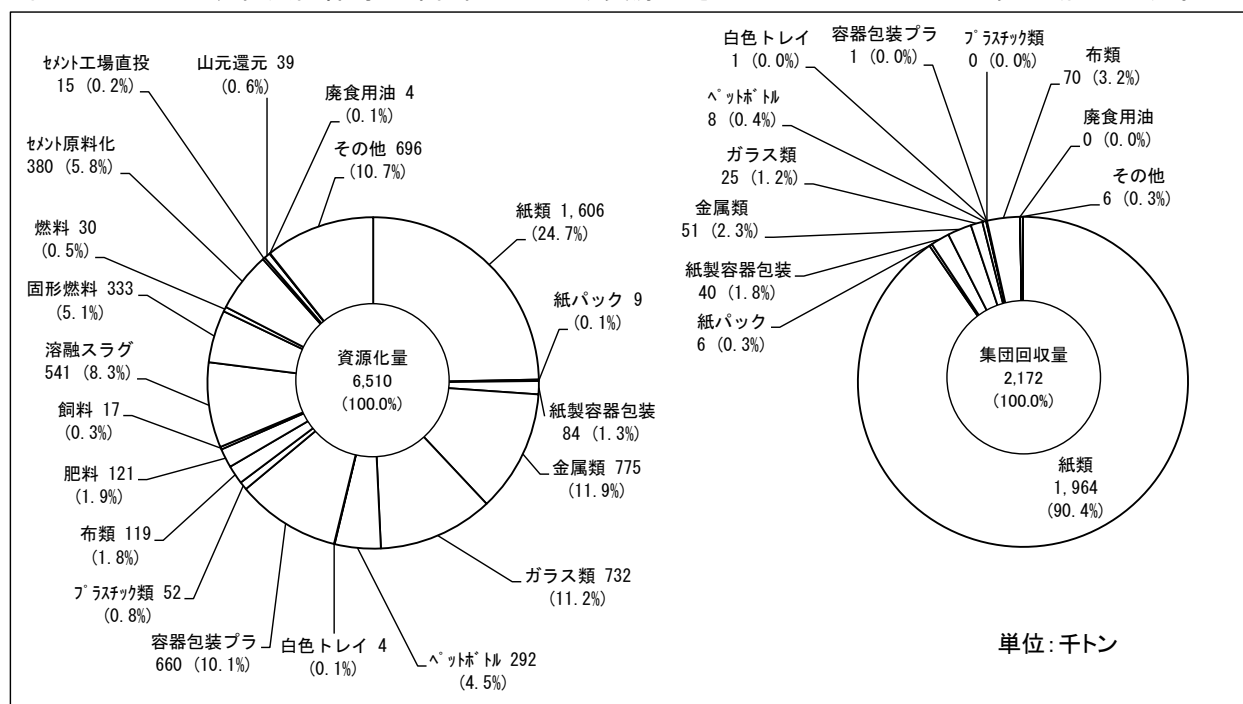 セメント工場直投
15 (0.2%)
山元還元 39
(0.6%)
廃食用油 4
(0.1%)
その他 696
(10.7%)
セメント原料化
380 (5.8%)
燃料 30
(0.5%)
固形燃料 333
(5.1%)
溶融スラグ
541 (8.3%)
飼料 17
(0.3%)
肥料 121
(1.9%)
布類 119
(1.8%)
プラスチック類 52
(0.8%)
容器包装プラ
660 (10.1%)
白色トレイ 4
(0.1%)
ペットボトル 292
(4.5%)
ガラス類 732
(11.2%)
金属類 775
(11.9%)
紙製容器包装
84 (1.3%)
紙パック 9
(0.1%)
紙類 1,606
(24.7%)
資源化量
6,510
(100.0%)
白色トレイ
1 (0.0%)
容器包装プラ
1 (0.0%)
プラスチック類
0 (0.0%)
布類
70 (3.2%)
廃食用油
0 (0.0%)
その他
6 (0.3%)
ペットボトル
8 (0.4%)
ガラス類
25 (1.2%)
金属類
51 (2.3%)
紙製容器包装
40 (1.8%)
紙パック
6 (0.3%)
集団回収量
2,172
(100.0%)
紙類
1,964
(90.4%)
単位：千トン